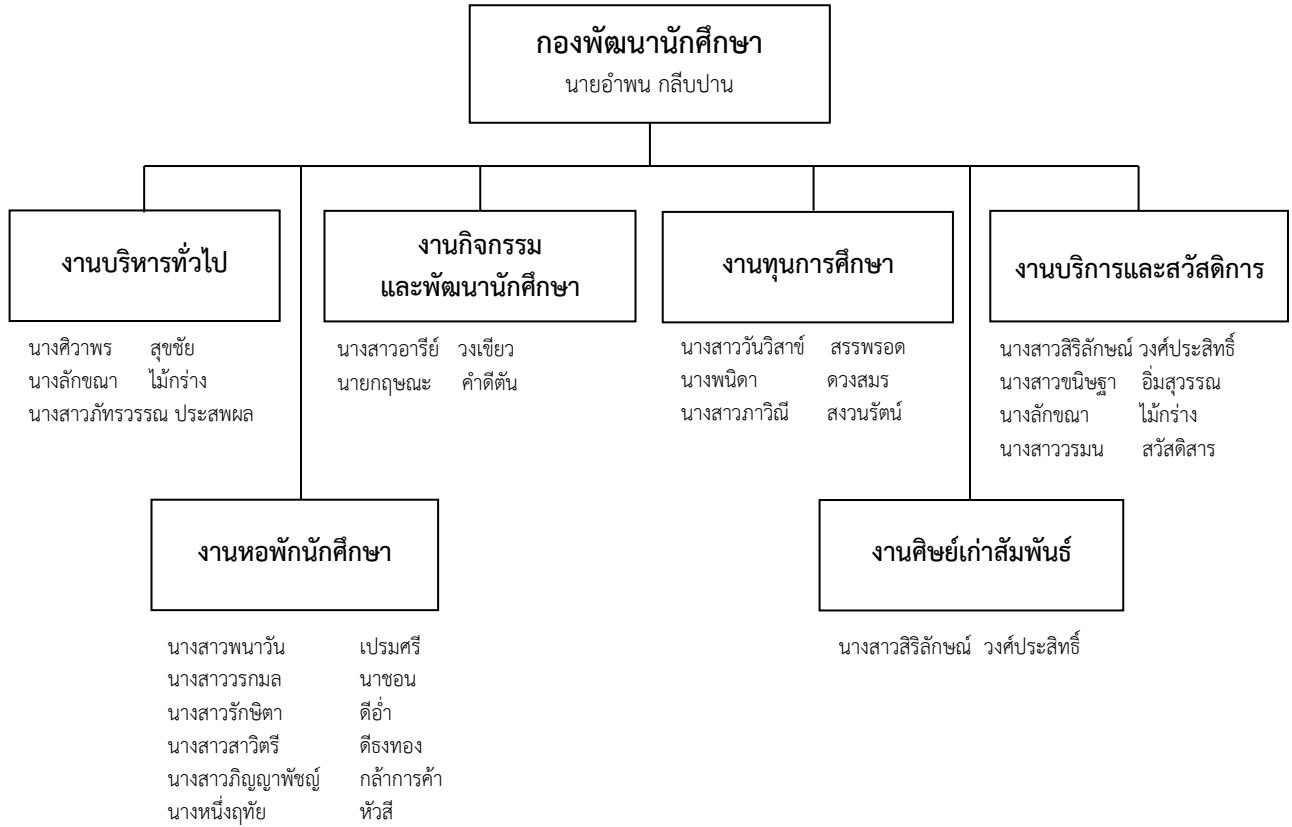 กองพัฒนานักศึกษา
นายอำพน กลีบปาน
งานบริหารทั่วไป
นางศิวาพร สุขชัย
นางลักขณา ไม้กร่าง
นางสาวภัทรวรรณ ประสพผล
งานกิจกรรม
และพัฒนานักศึกษา
นางสาวอารีย์ วงเขียว
นายกฤษณะ คำดีตัน
งานทุนการศึกษา
นางสาววันวิสาข์ สรรพรอด
นางพนิดา ดวงสมร
นางสาวภาวิณี สงวนรัตน์
งานบริการและสวัสดิการ
นางสาวสิริลักษณ์ วงศ์ประสิทธิ์
นางสาวขนิษฐา อิ่มสุวรรณ
นางลักขณา ไม้กร่าง
นางสาววรมน สวัสดิสาร
งานหอพักนักศึกษา
นางสาวพนาวัน เปรมศรี
นางสาววรกมล นาชอน
นางสาวรักษิตา ดีอ่ำ
นางสาวสาวิตรี ดีธงทอง
นางสาวภิญญาพัชญ์ กล้าการค้า
นางหนึ่งฤทัย หัวสี
งานศิษย์เก่าสัมพันธ์
นางสาวสิริลักษณ์ วงศ์ประสิทธิ์